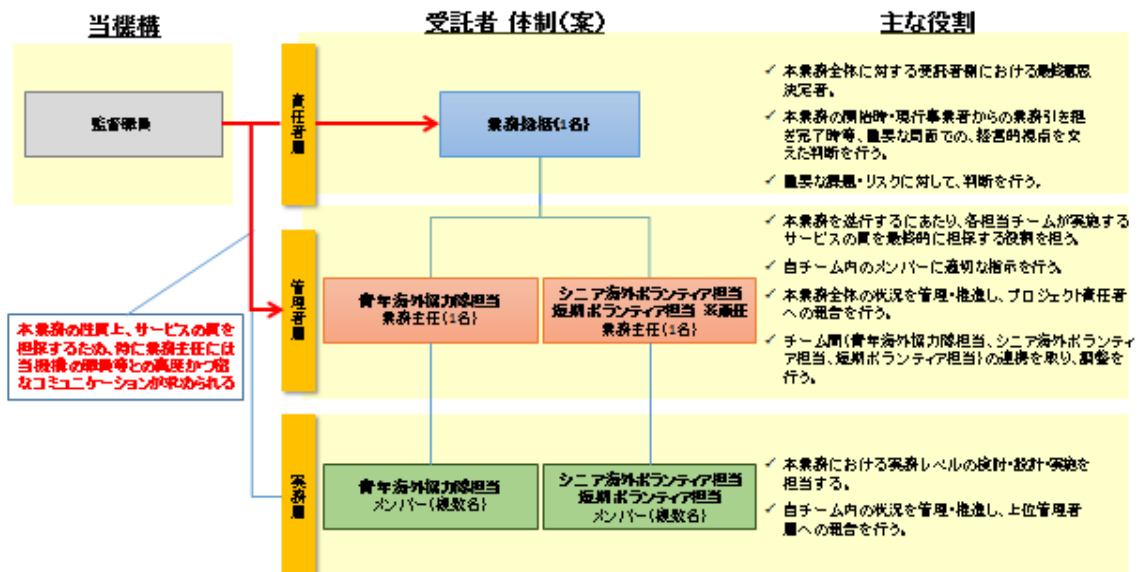 当機構
受託者 体制(案)
主な役割
監督職員
責任者層
業務総括(1名)
✓ 本業務全体に対する受託者側における最終意思
決定者。
✓ 本業務の開始時・現行事業者からの業務引き継
ぎ完了時等、重要な局面での、経営的視点を交
えた判断を行う。
✓ 重要な課題・リスクに対して、判断を行う。
管理者層
青年海外協力隊担当
業務主任(1名)
シニア海外ボランティア担当
短期ボランティア担当 ※兼任
業務主任(1名)
✓ 本業務を遂行するにあたり、各担当チームが実施する
サービスの質を最終的に担保する役割を担う。
✓ 自チーム内のメンバーに適切な指示を行う。
✓ 本業務全体の状況を管理・推進し、プロジェクト責任者
への報告を行う。
✓ チーム間(青年海外協力隊担当、シニア海外ボランティ
ア担当、短期ボランティア担当)の連携を取り、調整を
行う。
本業務の性質上、サービスの質を
担保するため、特に業務主任には
当機構の職員等との高度かつ密
なコミュニケーションが求められる
実務層
青年海外協力隊担当
メンバー(複数名)
シニア海外ボランティア担当
短期ボランティア担当
メンバー(複数名)
✓ 本業務における実務レベルの検討・設計・実施を
担当する。
✓ 自チーム内の状況を管理・推進し、上位管理者
層への報告を行う。